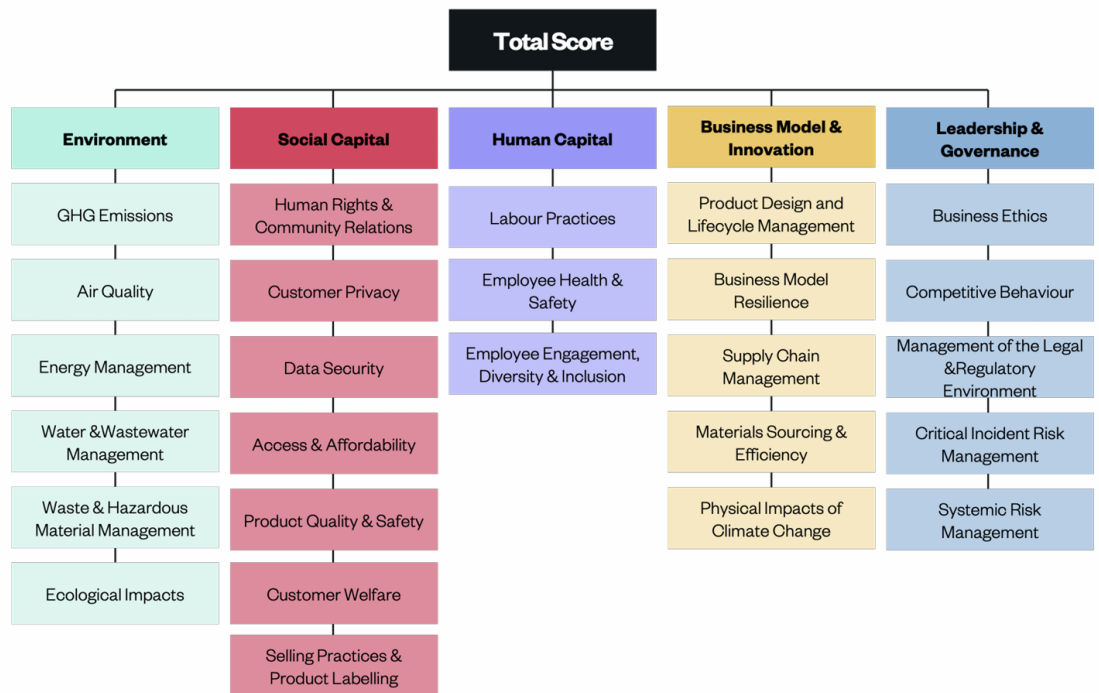 Total Score
Environment
GHG Emissions
Air Quality
Energy Management
Water &Wastewater
Management
Waste & Hazardous
Material Management
Ecological Impacts
Social Capital
Human Rights &
Community Relations
Customer Privacy
Data Security
Access & Affordability
Product Quality & Safety
Customer Welfare
Selling Practices &
Product Labelling
Human Capital
Labour Practices
Employee Health &
Safety
Employee Engagement,
Diversity & Inclusion
Business Model &
Innovation
Product Design and
Lifecycle Management
Business Model
Resilience
Supply Chain
Management
Materials Sourcing &
Efficiency
Physical Impacts of
Climate Change
Leadership &
Governance
Business Ethics
Competitive Behaviour
Management of the Legal
&Regulatory
Environment
Critical Incident Risk
Management
Systemic Risk
Management